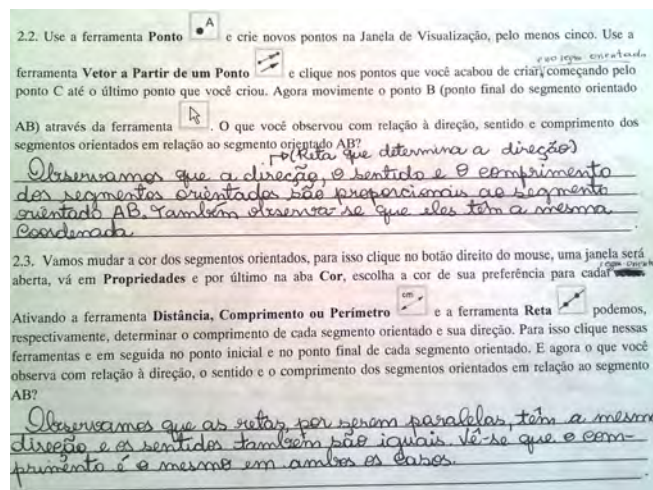 2.2. Use a ferramenta Ponto A e crie novos pontos na Janela de Visualização, pelo menos cinco. Use a
ferramenta Vetor a Partir de um Ponto e clique nos pontos que você acabou de criar, começando pelo
ponto C até o último ponto que você criou. Agora movimente o ponto B (ponto final do segmento orientado
AB) através da ferramenta . O que você observou com relação à direção, sentido e comprimento dos
segmentos orientados em relação ao segmento orientado AB?
(Reta que determina a direção)
Observamos que a direção, o sentido e o comprimento
dos segmentos orientados são proporcionais ao segmento
orientado AB. Também observa-se que eles têm a mesma
Coordenada.
2.3. Vamos mudar a cor dos segmentos orientados, para isso clique no botão direito do mouse, uma janela será
aberta, vá em Propriedades e por último na aba Cor, escolha a cor de sua preferência para cada
Ativando a ferramenta Distância, Comprimento ou Perímetro cm e a ferramenta Reta podemos,
respectivamente, determinar o comprimento de cada segmento orientado e sua direção. Para isso clique nessas
ferramentas e em seguida no ponto inicial e no ponto final de cada segmento orientado. E agora o que você
observa com relação à direção, o sentido e o comprimento dos segmentos orientados em relação ao segmento
AB?
Observamos que as retas, por serem paralelas, têm a mesm
direção e os sentidos também são iguais. Vê-se que o com-
primento é o mesmo em ambos os casos.